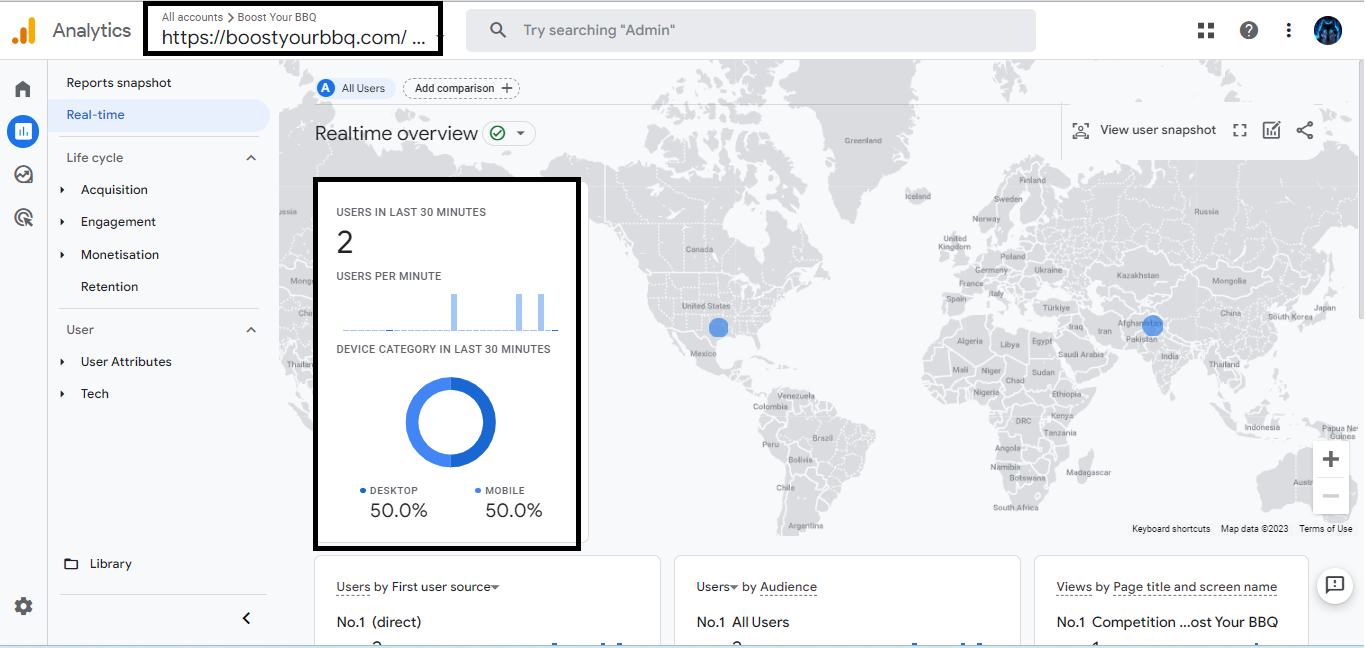 Analytics
All accounts > Boost Your BBQ
https://boostyourbbq.com/ ...
Try searching "Admin"
Reports snapshot
Real-time
Life cycle
Acquisition
Engagement
Monetisation
Retention
User
User Attributes
Tech
Library
A All Users
Add comparison +
Realtime overview
View user snapshot
USERS IN LAST 30 MINUTES
2
USERS PER MINUTE
DEVICE CATEGORY IN LAST 30 MINUTES
DESKTOP
50.0%
MOBILE
50.0%
Greenland
Iceland
Finland
Sweden
Norway
Russia
United Kingdom
Canada
Poland
Germany
Ukraine
France
Kazakhstan
Mongolia
Italy
Spain
Türkiye
United States
China
Japan
South Korea
Afghanistan
Iraq
Iran
Pakistan
Algeria
Libya
Egypt
Mexico
Saudi Arabia
India
Thailand
Mali
Niger
Sudan
Chad
Nigeria
Ethiopia
Venezuela
Colombia
DRC
Kenya
Tanzania
Indonesia
Papua New
Guinea
Brazil
Peru
Angola
Bolivia
Namibia
Botswana
Madagascar
Chile
South Africa
Argentina
Keyboard shortcuts Map data ©2023 Terms of Use
Users by First user source
No.1 (direct)
Users by Audience
No.1 All Users
Views by Page title and screen name
No.1 Competition ...ost Your BBQ